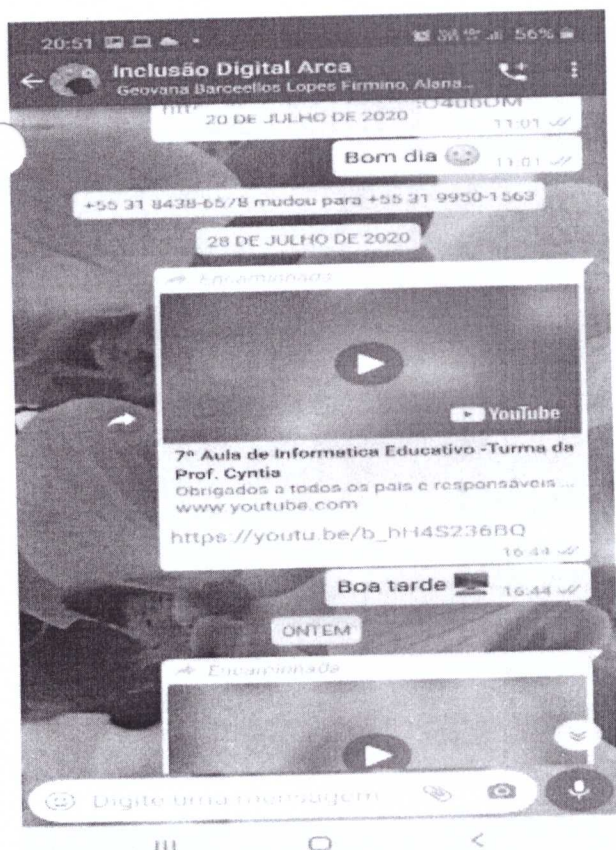 20:51 56%
Inclusão Digital Arca
Geovana Barceellos Lopes Firmino, Alana...
20 DE JULHO DE 2020
11:01
Bom dia 11:01
+55 31 8438-6578 mudou para +55 31 9950-1563
28 DE JULHO DE 2020
Encaminhada
YouTube
7ª Aula de Informatica Educativo -Turma da
Prof. Cyntia
Obrigados a todos os pais e responsáveis ...
www.youtube.com
https://youtu.be/b_hH4S236BQ
16:44
Boa tarde 16:44
ONTEM
Encaminhada
Digite uma mensagem